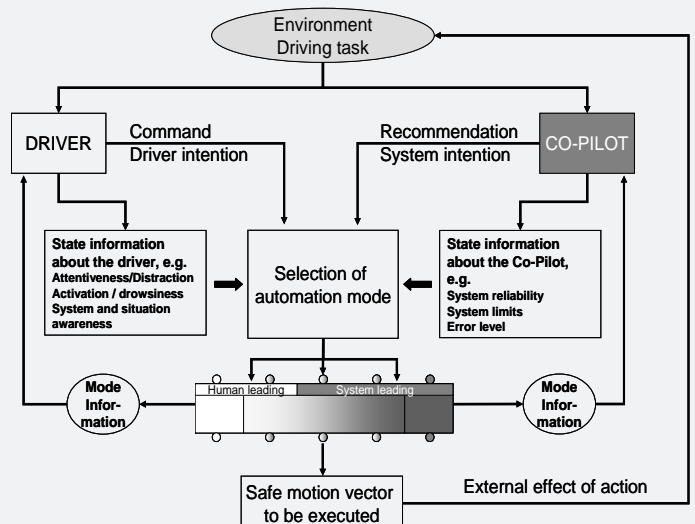 Environment
Driving task
DRIVER
Command
Driver intention
Recommendation
System intention
CO-PILOT
State information
about the driver, e.g.
Attentiveness/Distraction
Activation / drowsiness
System and situation
awareness
Selection of
automation mode
State information
about the Co-Pilot,
e.g.
System reliability
System limits
Error level
Mode
Infor-
mation
Human leading
System leading
Mode
Infor-
mation
Safe motion vector
to be executed
External effect of action